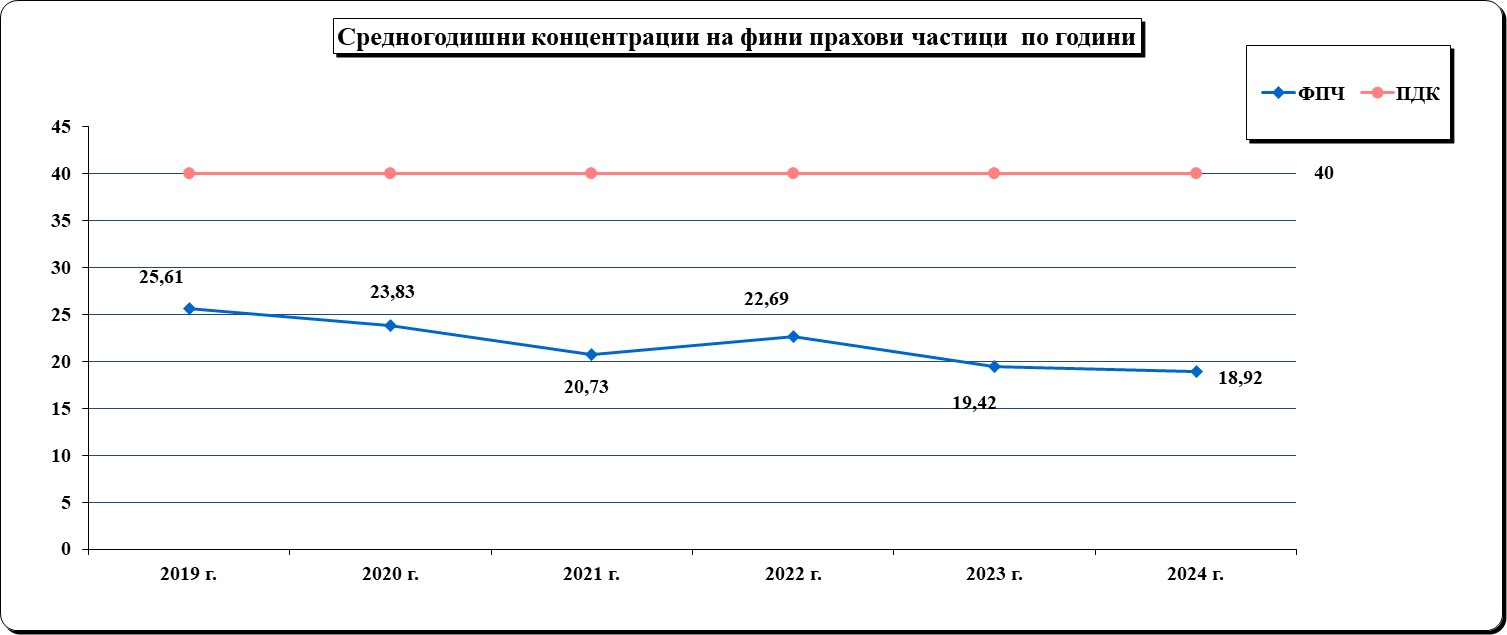 Средногодишни концентрации на фини прахови частици по години
ФПЧ ПДК
45
40 40
35
30
25,61 23,83 22,69
25
20
20,73 19,42 18,92
15
10
5
0
2019 г. 2020 г. 2021 г. 2022 г. 2023 г. 2024 г.